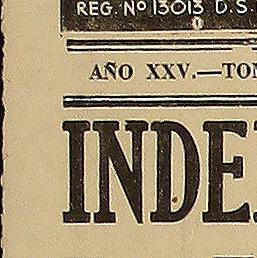 REG. Nº 13013 D.S.
AÑO XXV.—TOM
INDE